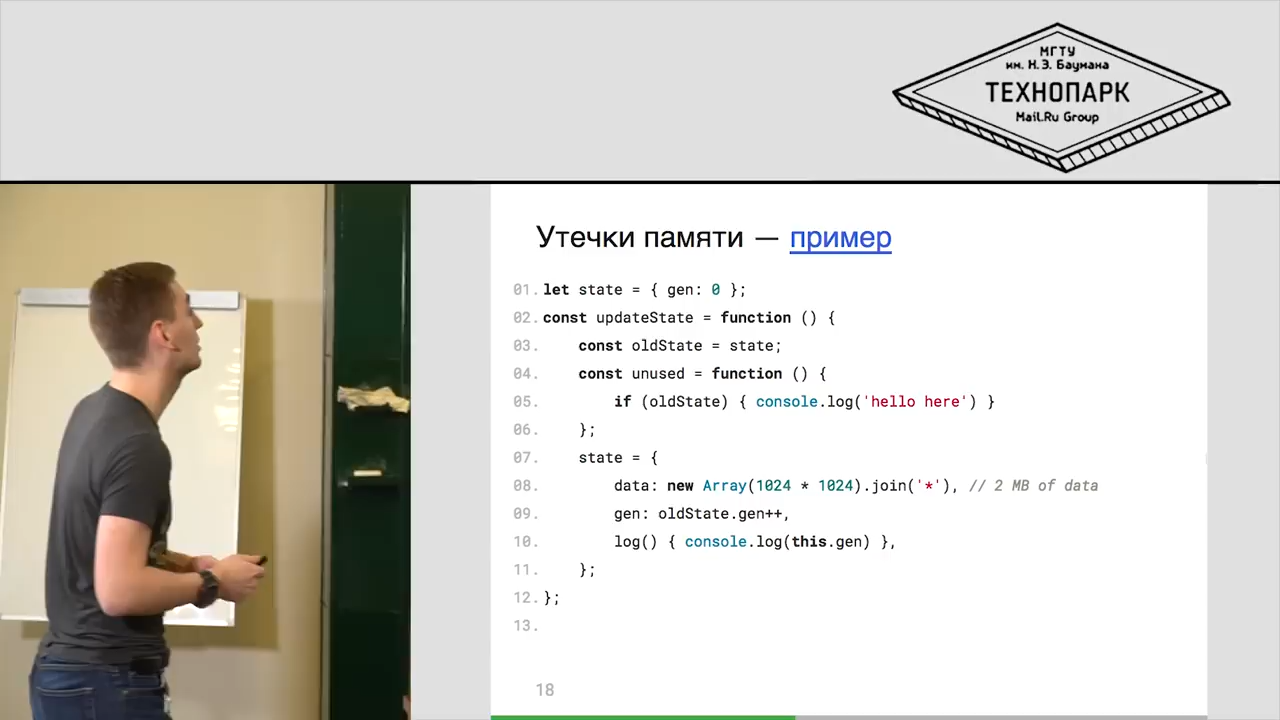 МГТУ
им. Н.Э. Баумана
ТЕХНОПАРК
Mail.Ru Group
Утечки памяти — пример
01. let state = { gen: 0 };
02. const updateState = function () {
03.     const oldState = state;
04.     const unused = function () {
05.         if (oldState) { console.log('hello here') }
06.     };
07.     state = {
08.         data: new Array(1024 * 1024).join('*'), // 2 MB of data
09.         gen: oldState.gen++,
10.         log() { console.log(this.gen) },
11.     };
12. };
13.
18